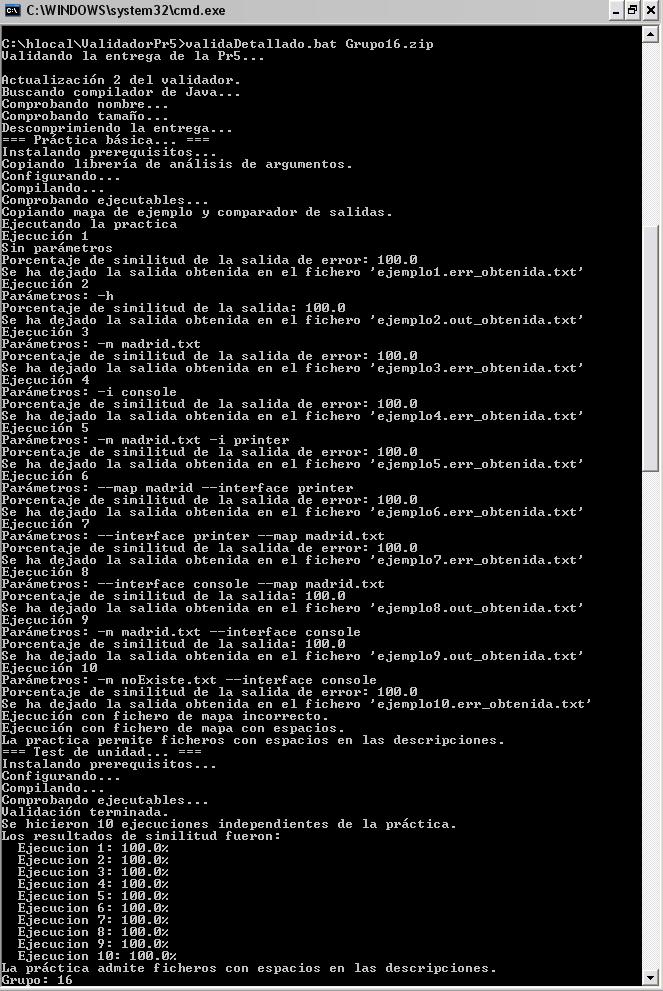 C:\WINDOWS\system32\cmd.exe
C:\hlocal\ValidadorPr5>validaDetallado.bat Grupo16.zip
Validando la entrega de la Pr5...
Actualización 2 del validador.
Buscando compilador de Java...
Comprobando nombre...
Comprobando tamaño...
Descomprimiendo la entrega...
=== Práctica básica... ===
Instalando prerequisitos...
Copiando librería de análisis de argumentos.
Configurando...
Compilando...
Comprobando ejecutables...
Copiando mapa de ejemplo y comparador de salidas.
Ejecutando la practica
Ejecución 1
Sin parámetros
Porcentaje de similitud de la salida de error: 100.0
Se ha dejado la salida obtenida en el fichero 'ejemplo1.err_obtenida.txt'
Ejecución 2
Parámetros: -h
Porcentaje de similitud de la salida: 100.0
Se ha dejado la salida obtenida en el fichero 'ejemplo2.out_obtenida.txt'
Ejecución 3
Parámetros: -m madrid.txt
Porcentaje de similitud de la salida de error: 100.0
Se ha dejado la salida obtenida en el fichero 'ejemplo3.err_obtenida.txt'
Ejecución 4
Parámetros: -i console
Porcentaje de similitud de la salida de error: 100.0
Se ha dejado la salida obtenida en el fichero 'ejemplo4.err_obtenida.txt'
Ejecución 5
Parámetros: -m madrid.txt -i printer
Porcentaje de similitud de la salida de error: 100.0
Se ha dejado la salida obtenida en el fichero 'ejemplo5.err_obtenida.txt'
Ejecución 6
Parámetros: --map madrid --interface printer
Porcentaje de similitud de la salida de error: 100.0
Se ha dejado la salida obtenida en el fichero 'ejemplo6.err_obtenida.txt'
Ejecución 7
Parámetros: --interface printer --map madrid.txt
Porcentaje de similitud de la salida de error: 100.0
Se ha dejado la salida obtenida en el fichero 'ejemplo7.err_obtenida.txt'
Ejecución 8
Parámetros: --interface console --map madrid.txt
Porcentaje de similitud de la salida: 100.0
Se ha dejado la salida obtenida en el fichero 'ejemplo8.out_obtenida.txt'
Ejecución 9
Parámetros: -m madrid.txt --interface console
Porcentaje de similitud de la salida: 100.0
Se ha dejado la salida obtenida en el fichero 'ejemplo9.out_obtenida.txt'
Ejecución 10
Parámetros: -m noExiste.txt --interface console
Porcentaje de similitud de la salida de error: 100.0
Se ha dejado la salida obtenida en el fichero 'ejemplo10.err_obtenida.txt'
Ejecución con fichero de mapa incorrecto.
Ejecución con fichero de mapa con espacios.
La practica permite ficheros con espacios en las descripciones.
=== Test de unidad... ===
Instalando prerequisitos...
Configurando...
Compilando...
Comprobando ejecutables...
Validación terminada.
Se hicieron 10 ejecuciones independientes de la práctica.
Los resultados de similitud fueron:
Ejecucion 1: 100.0%
Ejecucion 2: 100.0%
Ejecucion 3: 100.0%
Ejecucion 4: 100.0%
Ejecucion 5: 100.0%
Ejecucion 6: 100.0%
Ejecucion 7: 100.0%
Ejecucion 8: 100.0%
Ejecucion 9: 100.0%
Ejecucion 10: 100.0%
La práctica admite ficheros con espacios en las descripciones.
Grupo: 16